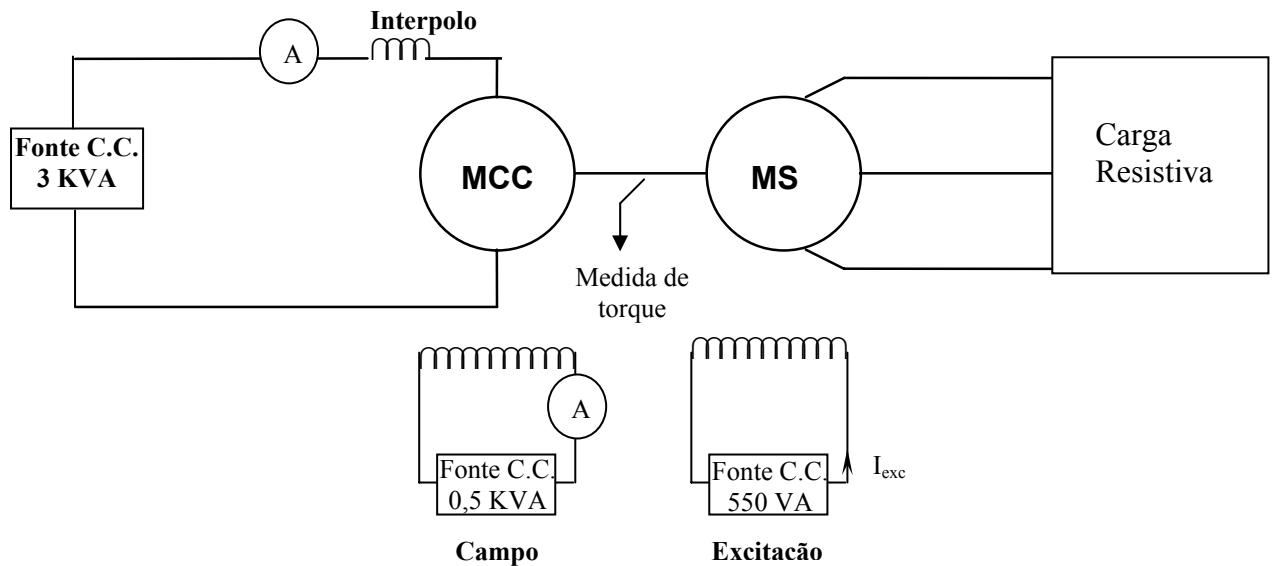 Interpolo
A
Fonte C.C.
3 KVA
MCC
MS
Carga
Resistiva
Medida de
torque
A
Fonte C.C.
0,5 KVA
Campo
Fonte C.C.
550 VA
Iexc
Excitacão